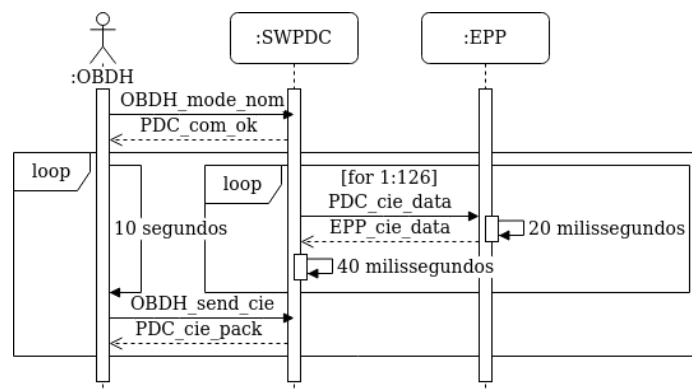 :SWPDC
:EPP
:OBDH
OBDH_mode_nom
PDC_com_ok
loop
loop
[for 1:126]
PDC_cie_data
10 segundos
EPP_cie_data
20 milissegundos
40 milissegundos
OBDH_send_cie
PDC_cie_pack